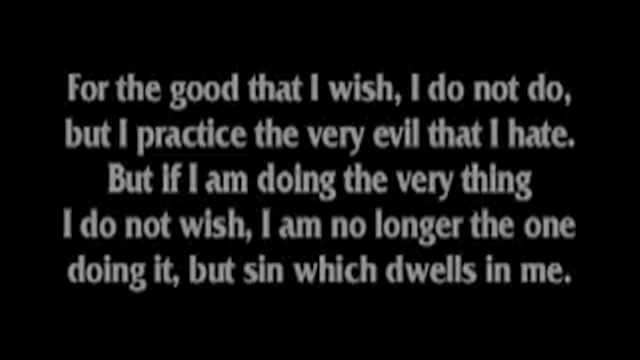 For the good that I wish, I do not do,
but I practice the very evil that I hate.
But if I am doing the very thing
I do not wish, I am no longer the one
doing it, but sin which dwells in me.